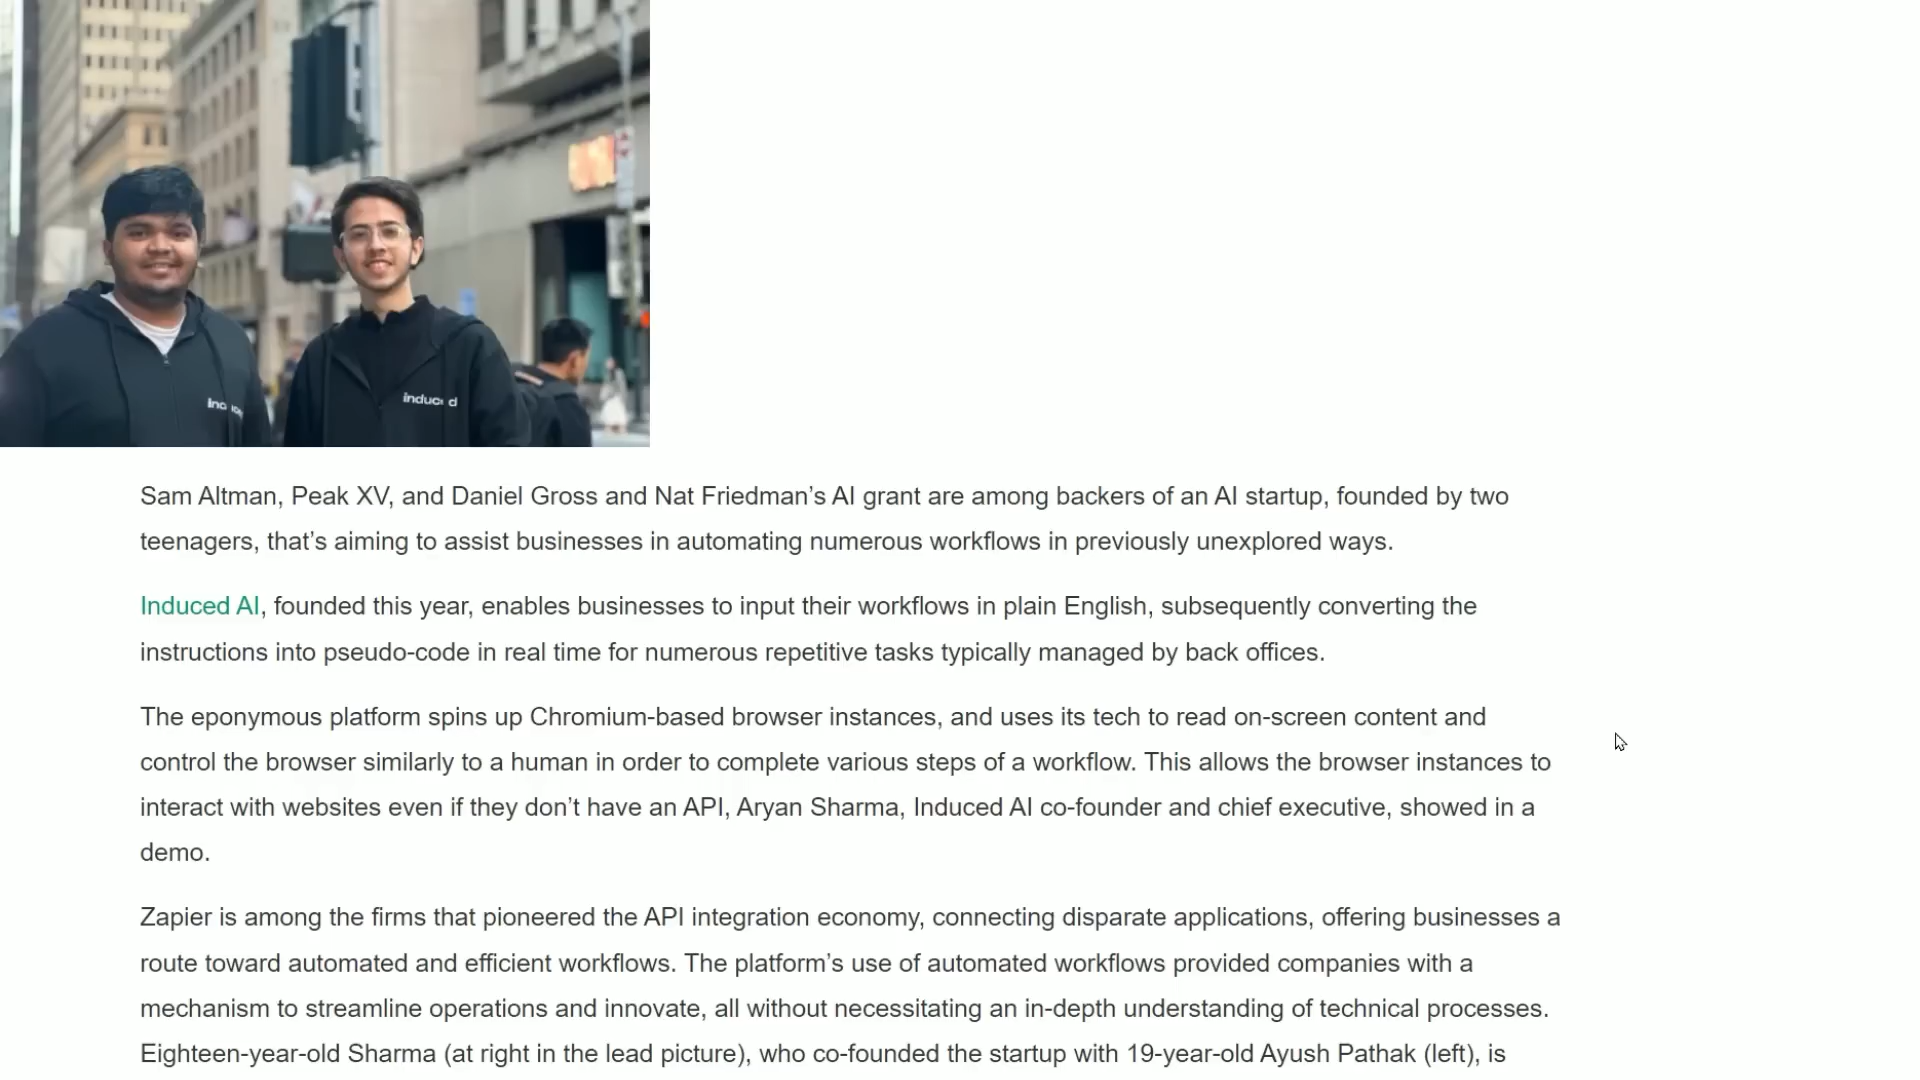 induced
Sam Altman, Peak XV, and Daniel Gross and Nat Friedman’s AI grant are among backers of an AI startup, founded by two
teenagers, that’s aiming to assist businesses in automating numerous workflows in previously unexplored ways.
Induced AI, founded this year, enables businesses to input their workflows in plain English, subsequently converting the
instructions into pseudo-code in real time for numerous repetitive tasks typically managed by back offices.
The eponymous platform spins up Chromium-based browser instances, and uses its tech to read on-screen content and
control the browser similarly to a human in order to complete various steps of a workflow. This allows the browser instances to
interact with websites even if they don’t have an API, Aryan Sharma, Induced AI co-founder and chief executive, showed in a
demo.
Zapier is among the firms that pioneered the API integration economy, connecting disparate applications, offering businesses a
route toward automated and efficient workflows. The platform’s use of automated workflows provided companies with a
mechanism to streamline operations and innovate, all without necessitating an in-depth understanding of technical processes.
Eighteen-year-old Sharma (at right in the lead picture), who co-founded the startup with 19-year-old Ayush Pathak (left), is